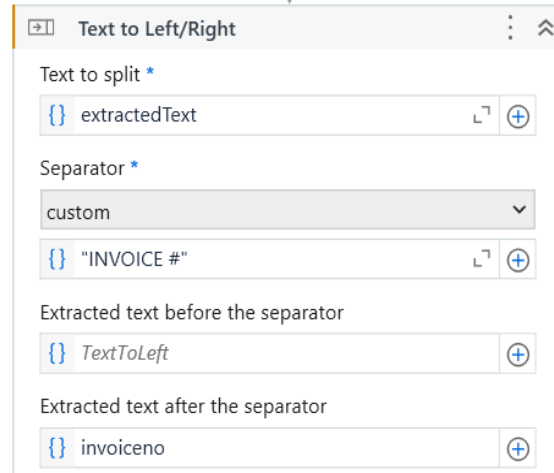 Text to Left/Right
Text to split *
{} extractedText
Separator *
custom
{} "INVOICE #"
Extracted text before the separator
{} TextToLeft
Extracted text after the separator
{} invoiceno